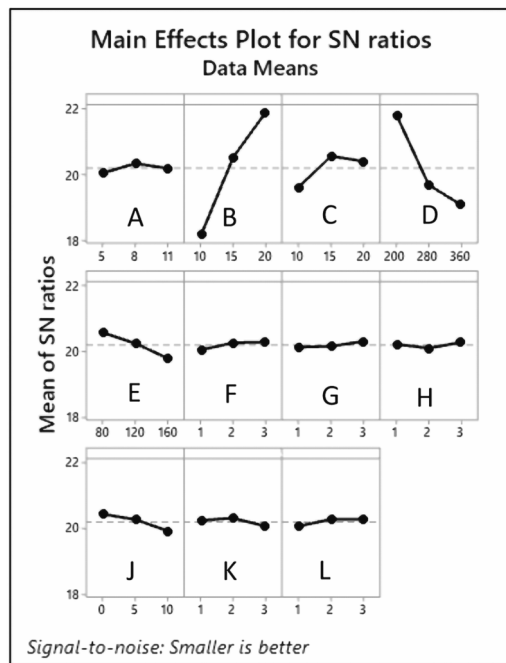 Main Effects Plot for SN ratios
Data Means
Mean of SN ratios
22
20
18
A B C D
5 8 11 10 15 20 10 15 20 200 280 360
22
20
18
E F G H
80 120 160 1 2 3 1 2 3 1 2 3
22
20
18
J K L
0 5 10 1 2 3 1 2 3
Signal-to-noise: Smaller is better